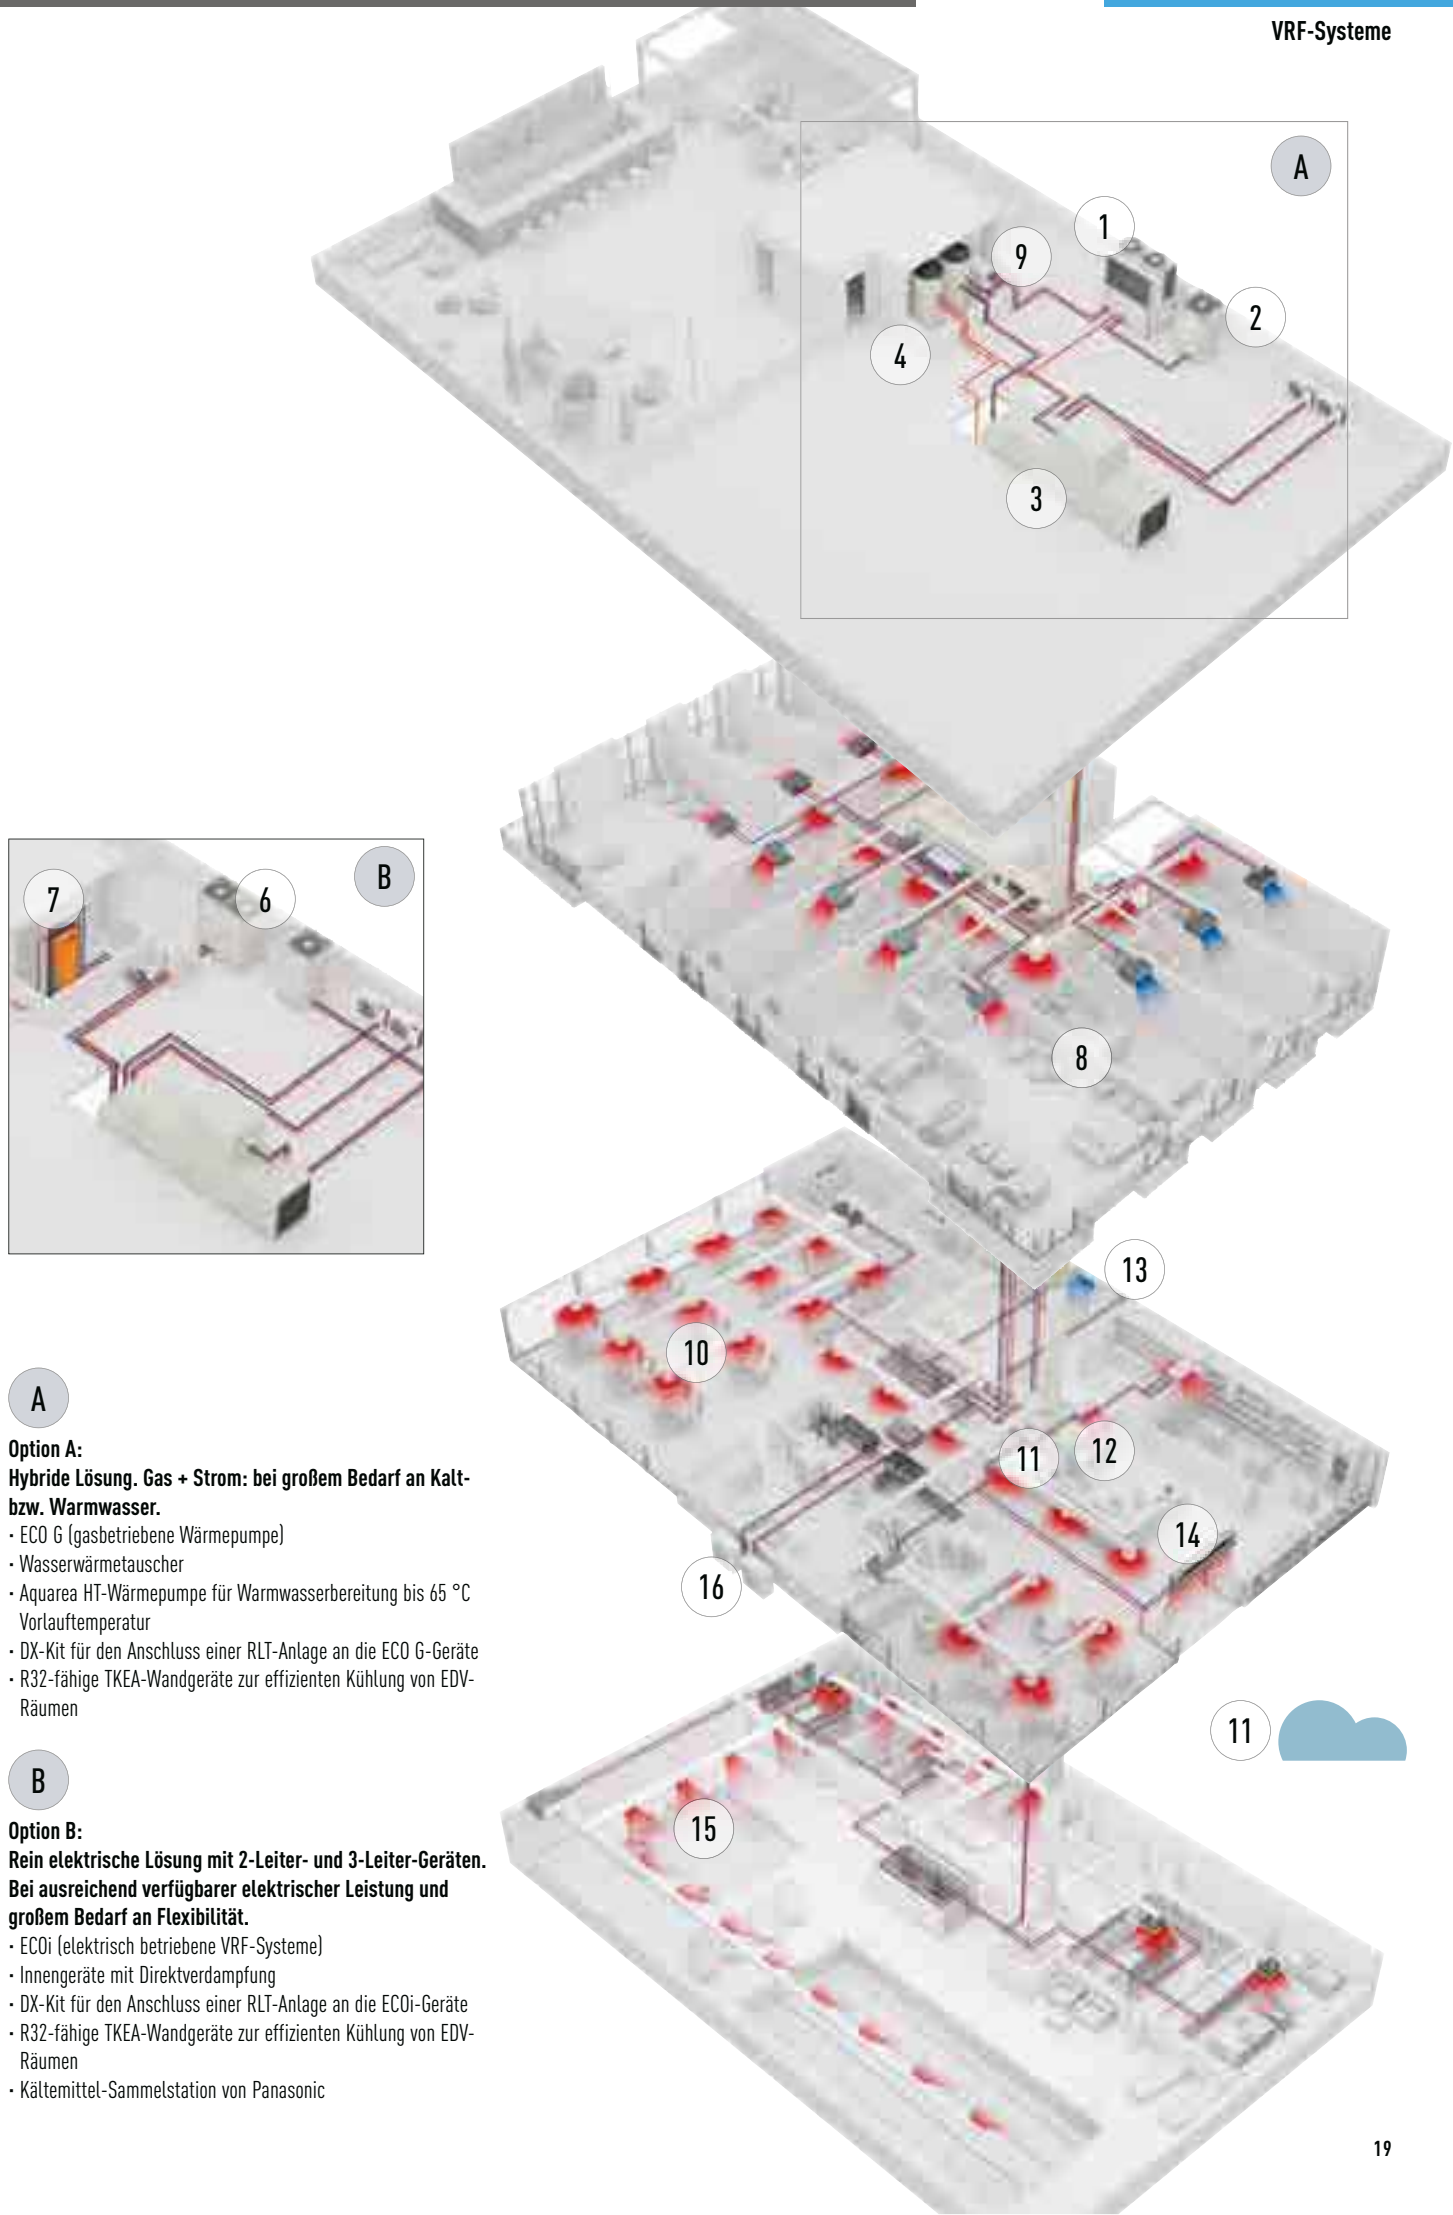 VRF-Systeme
A
1
9
2
4
3
B
7
6
8
13
10
11
12
14
16
11
15
A
Option A:
Hybride Lösung. Gas + Strom: bei großem Bedarf an Kalt-
bzw. Warmwasser.
· ECO G (gasbetriebene Wärmepumpe)
· Wasserwärmetauscher
· Aquarea HT-Wärmepumpe für Warmwasserbereitung bis 65 °C
Vorlauftemperatur
· DX-Kit für den Anschluss einer RLT-Anlage an die ECO G-Geräte
· R32-fähige TKEA-Wandgeräte zur effizienten Kühlung von EDV-
Räumen
B
Option B:
Rein elektrische Lösung mit 2-Leiter- und 3-Leiter-Geräten.
Bei ausreichend verfügbarer elektrischer Leistung und
großem Bedarf an Flexibilität.
· ECOi (elektrisch betriebene VRF-Systeme)
· Innengeräte mit Direktverdampfung
· DX-Kit für den Anschluss einer RLT-Anlage an die ECOi-Geräte
· R32-fähige TKEA-Wandgeräte zur effizienten Kühlung von EDV-
Räumen
· Kältemittel-Sammelstation von Panasonic
19